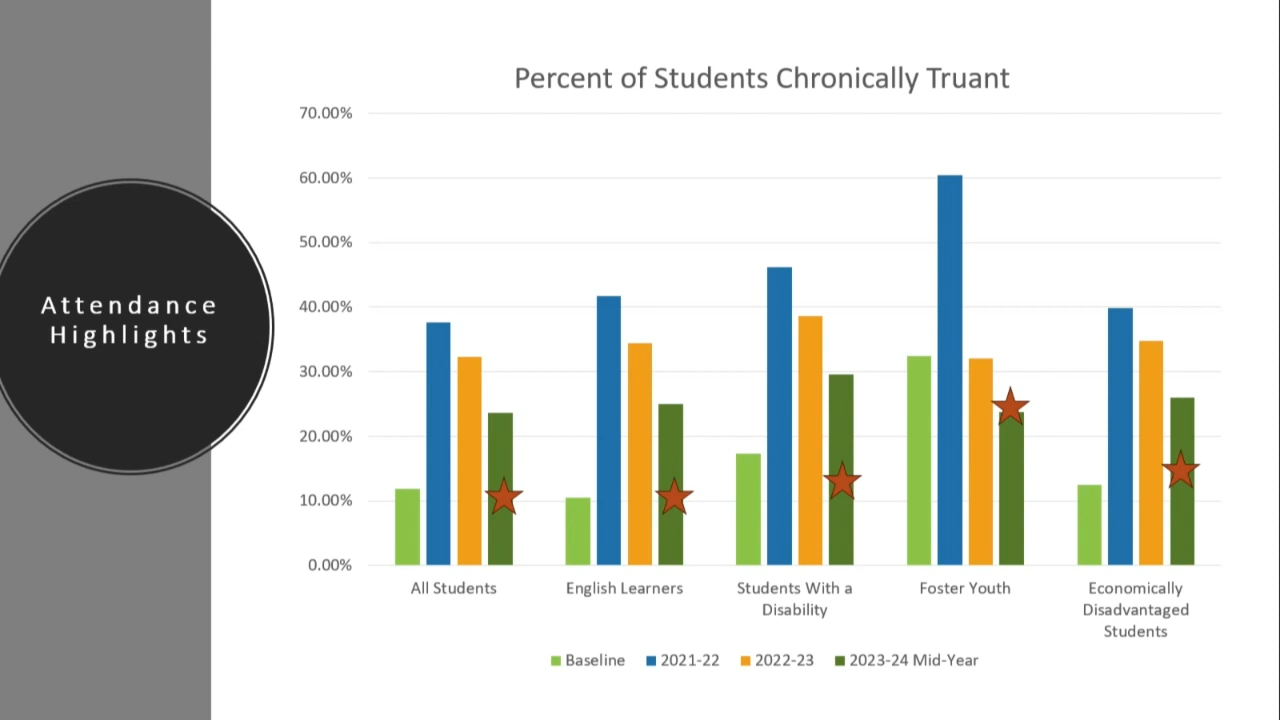 Attendance
Highlights
Percent of Students Chronically Truant
70.00%
60.00%
50.00%
40.00%
30.00%
20.00%
10.00%
0.00%
All Students
English Learners
Students With a
Disability
Foster Youth
Economically
Disadvantaged
Students
Baseline
2021-22
2022-23
2023-24 Mid-Year